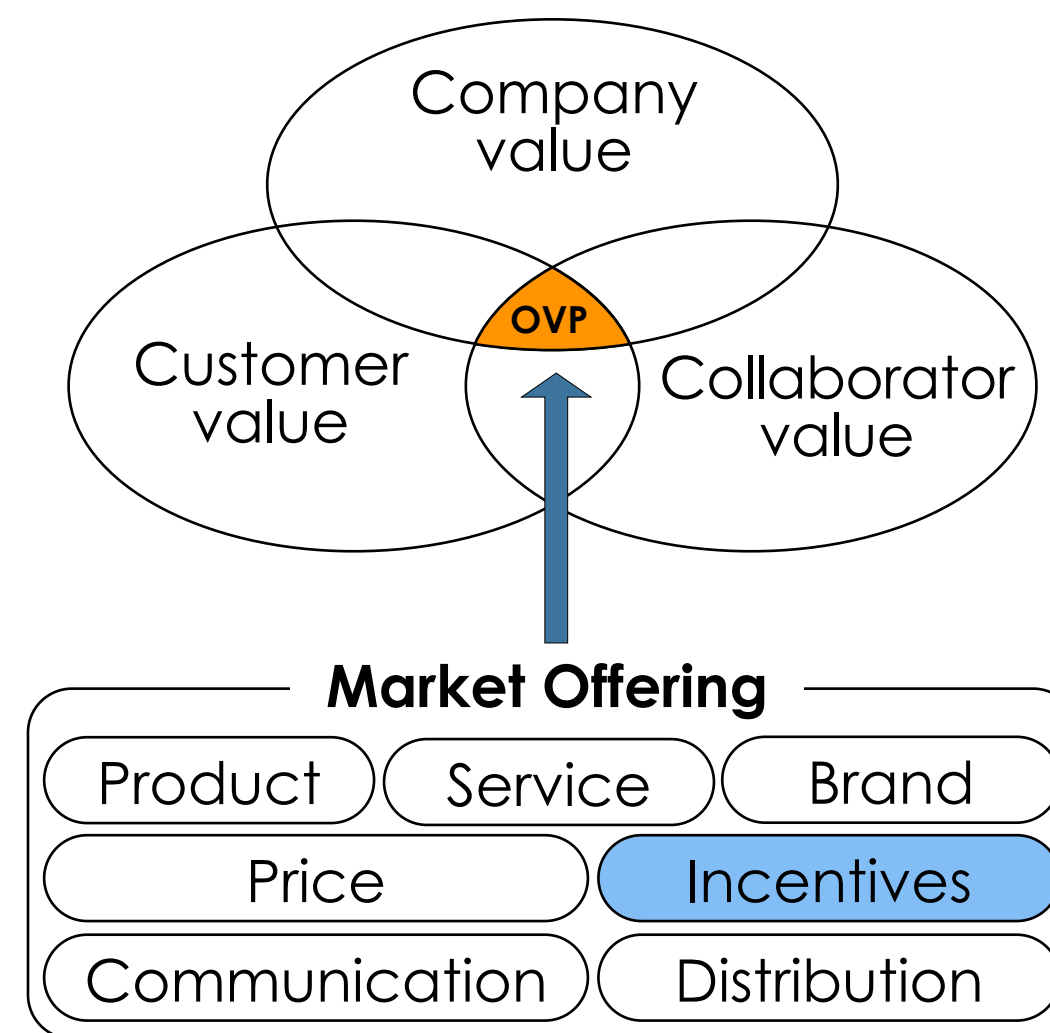 Company
value
OVP
Customer
value
Collaborator
value
Market Offering
Product
Service
Brand
Price
Incentives
Communication
Distribution